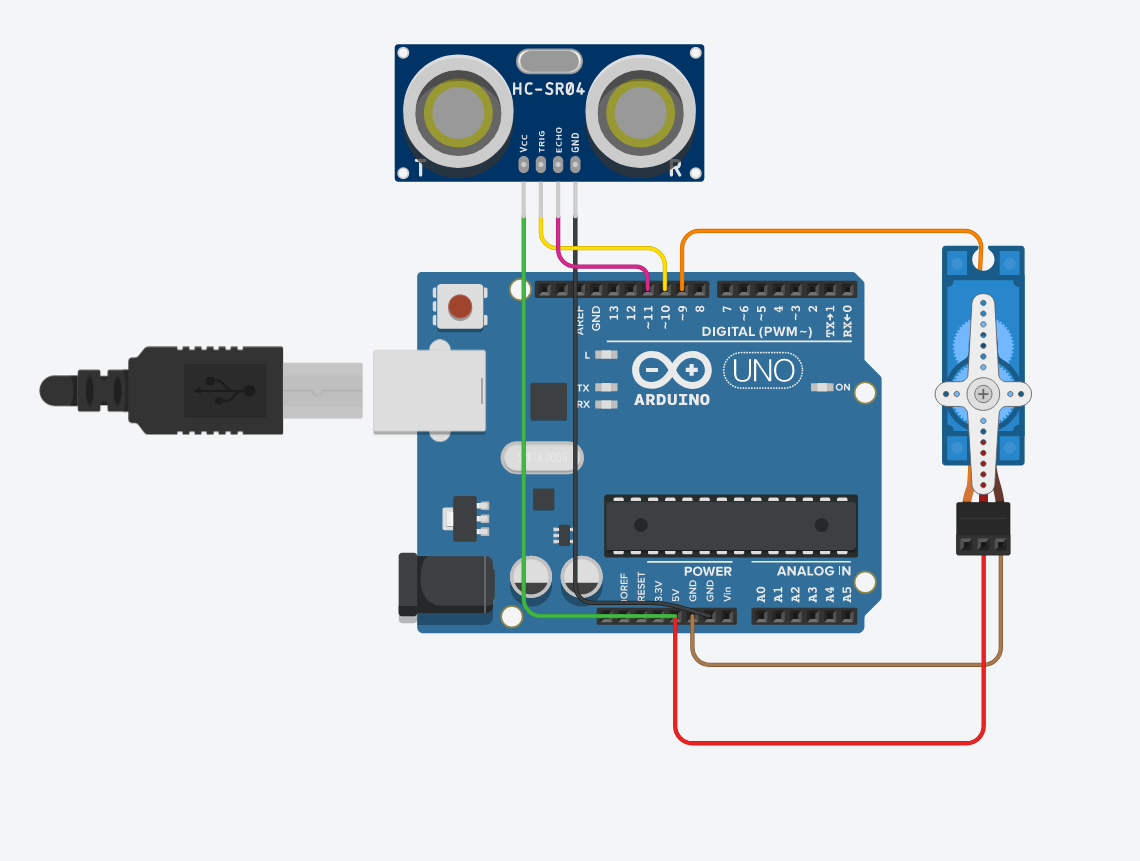 HC-SR04
Vcc
TRIG
ECHO
GND
T
R
AREF
GND
13
12
~11
~10
~9
8
7
~6
~5
4
~3
2
TX→1
RX←0
DIGITAL (PWM~)
L
TX
RX
ARDUINO
UNO
ON
POWER
ANALOG IN
IOREF
RESET
3.3V
5V
GND
GND
Vin
A0
A1
A2
A3
A4
A5